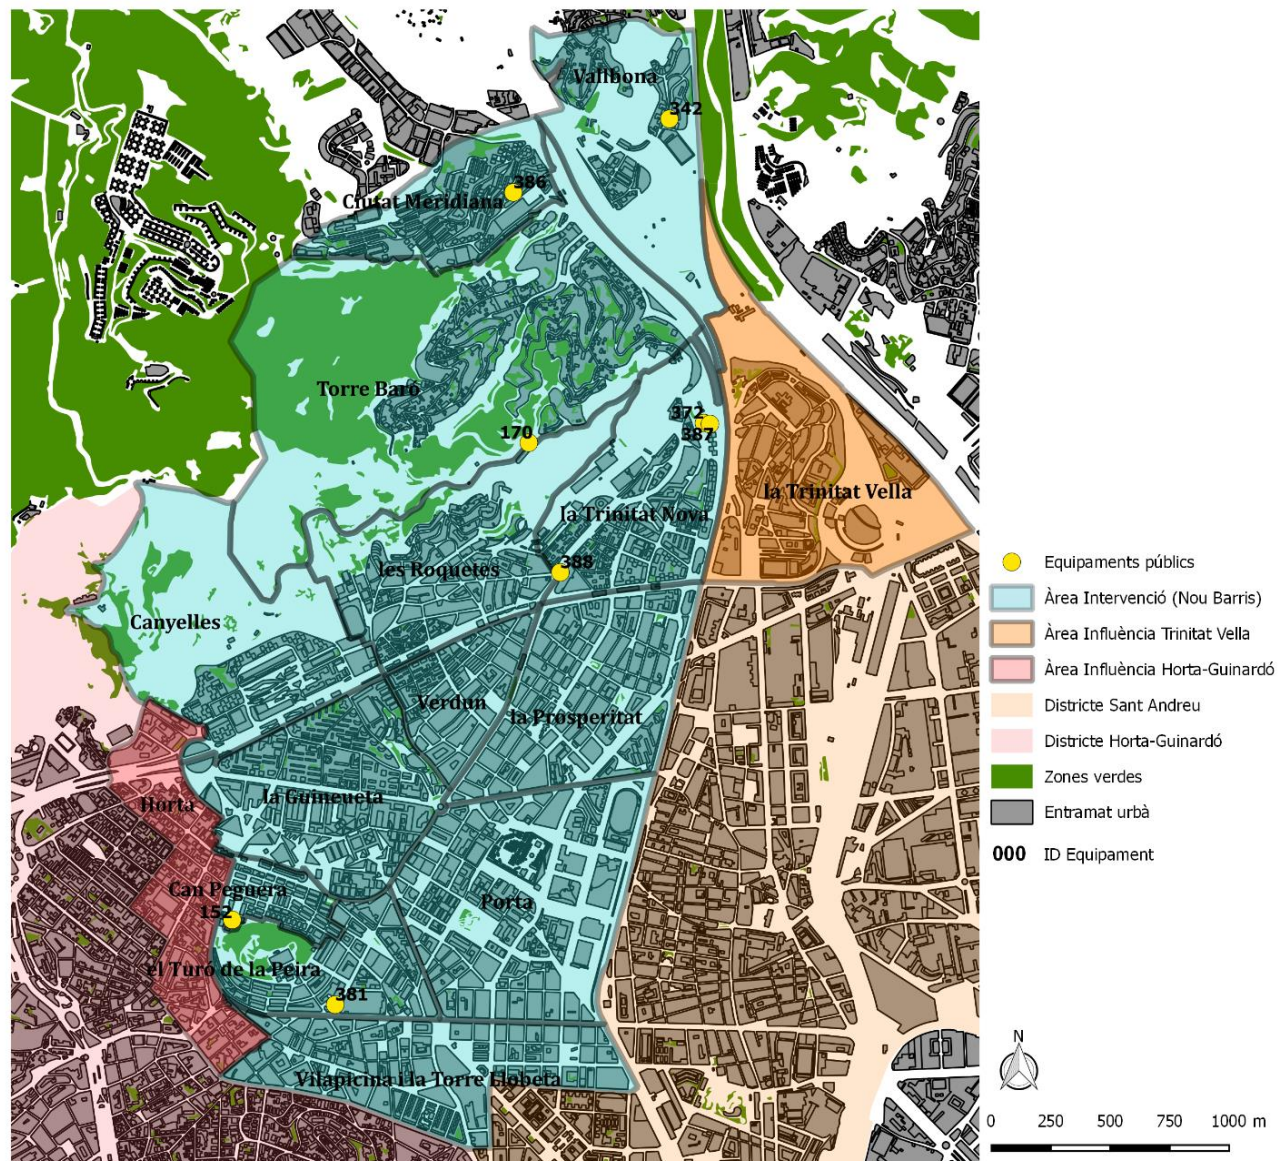 Vallbona
342
386
Ciutat Meridiana
Torre Baró
372
170
387
la Trinitat Vella
la Trinitat Nova
388
les Roquetes
Canyelles
Verdun
la Prosperitat
Horta
la Guineueta
Can Peguera
152
Porta
el Turó de la Peira
381
Vilapicina i la Torre Llobeta
Equipaments públics
Àrea Intervenció (Nou Barris)
Àrea Influència Trinitat Vella
Àrea Influència Horta-Guinardó
Districte Sant Andreu
Districte Horta-Guinardó
Zones verdes
Entramat urbà
000 ID Equipament
N
0 250 500 750 1000 m